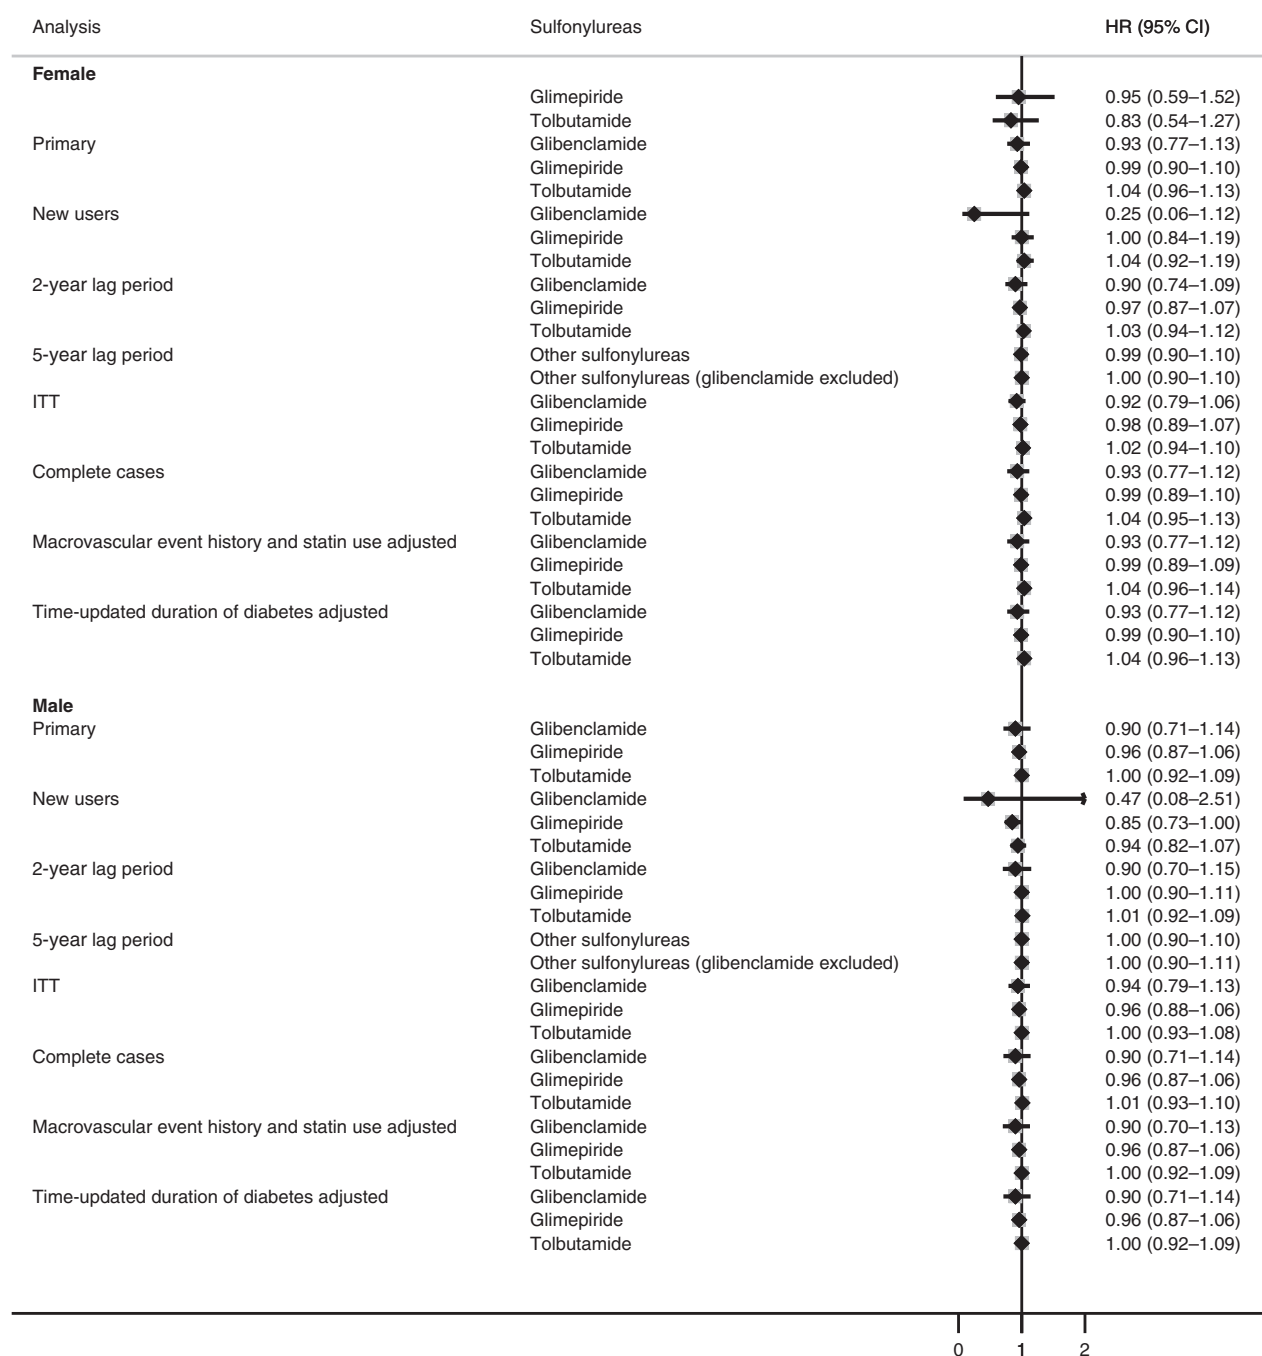 Analysis Sulfonylureas HR (95% CI)
Female
Glimepiride 0.95 (0.59–1.52)
Tolbutamide 0.83 (0.54–1.27)
Primary Glibenclamide 0.93 (0.77–1.13)
Glimepiride 0.99 (0.90–1.10)
Tolbutamide 1.04 (0.96–1.13)
New users Glibenclamide 0.25 (0.06–1.12)
Glimepiride 1.00 (0.84–1.19)
Tolbutamide 1.04 (0.92–1.19)
2-year lag period Glibenclamide 0.90 (0.74–1.09)
Glimepiride 0.97 (0.87–1.07)
Tolbutamide 1.03 (0.94–1.12)
5-year lag period Other sulfonylureas 0.99 (0.90–1.10)
Other sulfonylureas (glibenclamide excluded) 1.00 (0.90–1.10)
ITT Glibenclamide 0.92 (0.79–1.06)
Glimepiride 0.98 (0.89–1.07)
Tolbutamide 1.02 (0.94–1.10)
Complete cases Glibenclamide 0.93 (0.77–1.12)
Glimepiride 0.99 (0.89–1.10)
Tolbutamide 1.04 (0.95–1.13)
Macrovascular event history and statin use adjusted Glibenclamide 0.93 (0.77–1.12)
Glimepiride 0.99 (0.89–1.09)
Tolbutamide 1.04 (0.96–1.14)
Time-updated duration of diabetes adjusted Glibenclamide 0.93 (0.77–1.12)
Glimepiride 0.99 (0.90–1.10)
Tolbutamide 1.04 (0.96–1.13)
Male
Primary Glibenclamide 0.90 (0.71–1.14)
Glimepiride 0.96 (0.87–1.06)
Tolbutamide 1.00 (0.92–1.09)
New users Glibenclamide 0.47 (0.08–2.51)
Glimepiride 0.85 (0.73–1.00)
Tolbutamide 0.94 (0.82–1.07)
2-year lag period Glibenclamide 0.90 (0.70–1.15)
Glimepiride 1.00 (0.90–1.11)
Tolbutamide 1.01 (0.92–1.09)
5-year lag period Other sulfonylureas 1.00 (0.90–1.10)
Other sulfonylureas (glibenclamide excluded) 1.00 (0.90–1.11)
ITT Glibenclamide 0.94 (0.79–1.13)
Glimepiride 0.96 (0.88–1.06)
Tolbutamide 1.00 (0.93–1.08)
Complete cases Glibenclamide 0.90 (0.71–1.14)
Glimepiride 0.96 (0.87–1.06)
Tolbutamide 1.01 (0.93–1.10)
Macrovascular event history and statin use adjusted Glibenclamide 0.90 (0.70–1.13)
Glimepiride 0.96 (0.87–1.06)
Tolbutamide 1.00 (0.92–1.09)
Time-updated duration of diabetes adjusted Glibenclamide 0.90 (0.71–1.14)
Glimepiride 0.96 (0.87–1.06)
Tolbutamide 1.00 (0.92–1.09)
0 1 2